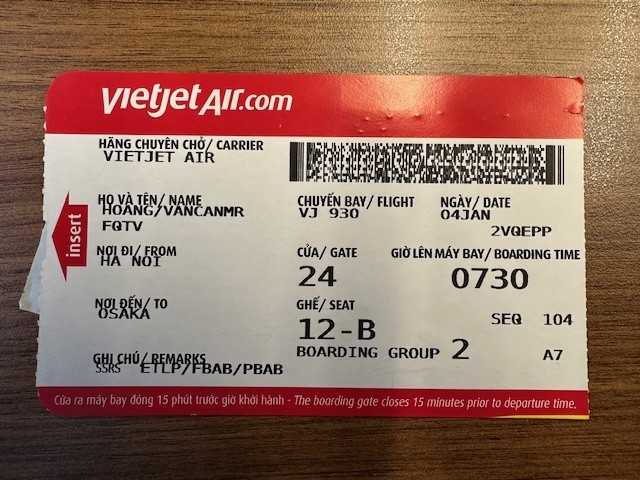 vietjetAir.com
HÃNG CHUYÊN CHỞ/ CARRIER
VIETJET AIR
HỌ VÀ TÊN/ NAME
HOANG/VANCANMR
FQTV
CHUYẾN BAY/ FLIGHT
VJ 930
NGÀY/ DATE
04JAN
2VQEPP
NƠI ĐI/ FROM
HA NOI
CỬA/ GATE
24
GIỜ LÊN MÁY BAY/ BOARDING TIME
0730
insert
NƠI ĐẾN/ TO
OSAKA
GHẾ/ SEAT
12-B
SEQ 104
BOARDING GROUP 2
A7
GHI CHÚ/ REMARKS
SSRS ETLP/FBAB/PBAB
Cửa ra máy bay đóng 15 phút trước giờ khởi hành - The boarding gate closes 15 minutes prior to departure time.